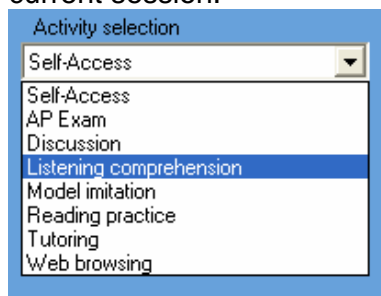 Activity selection
Self-Access
Self-Access
AP Exam
Discussion
Listening comprehension
Model imitation
Reading practice
Tutoring
Web browsing